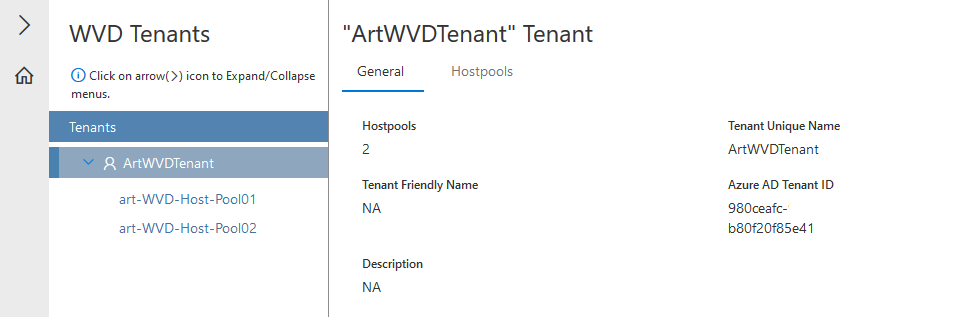 WVD Tenants
Click on arrow(>) icon to Expand/Collapse
menus.
Tenants
ArtWVDTenant
art-WVD-Host-Pool01
art-WVD-Host-Pool02
"ArtWVDTenant" Tenant
General
Hostpools
Hostpools
2
Tenant Unique Name
ArtWVDTenant
Tenant Friendly Name
NA
Azure AD Tenant ID
980ceafc-
b80f20f85e41
Description
NA